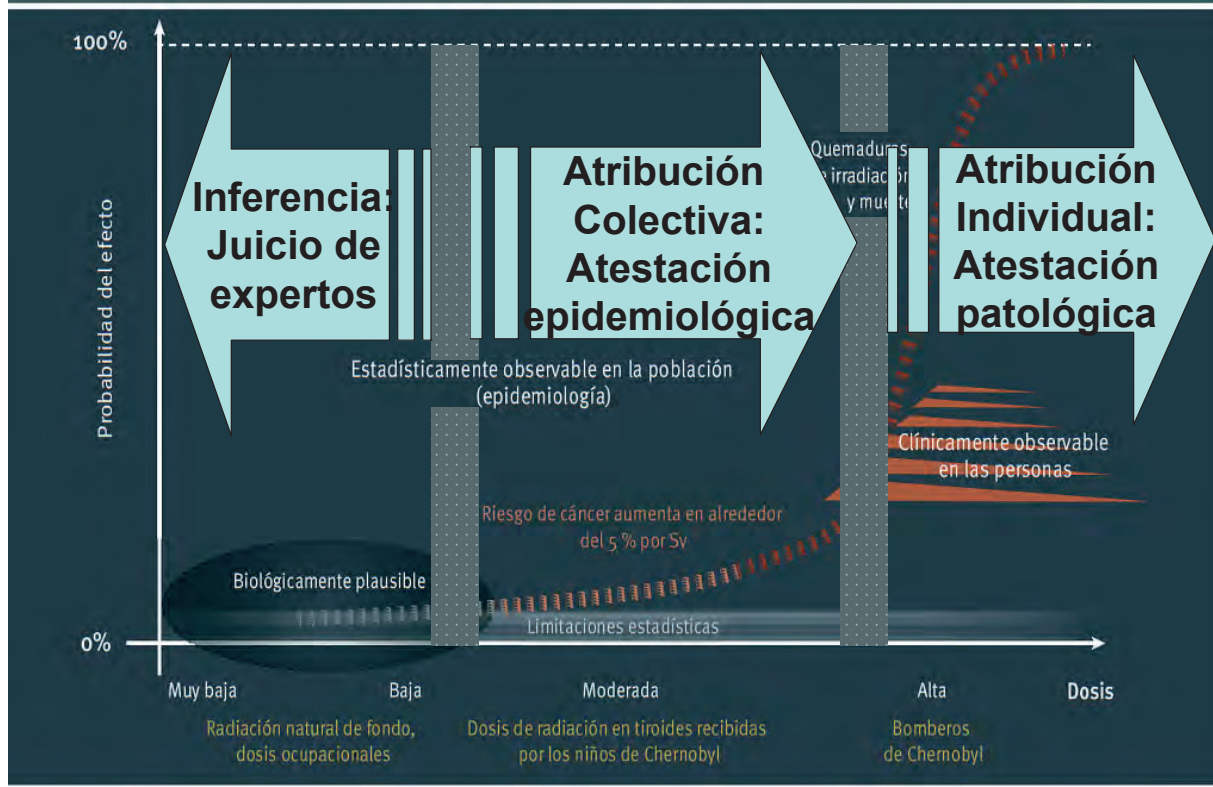 100%
Probabilidad del efecto
0%
Inferencia:
Juicio de
expertos
Atribución
Colectiva:
Atestación
epidemiológica
Quemaduras
irradiación
y muerte
Atribución
Individual:
Atestación
patológica
Estadísticamente observable en la población
(epidemiología)
Clínicamente observable
en las personas
Riesgo de cáncer aumenta en alrededor
del 5 % por Sv
Biológicamente plausible
Limitaciones estadísticas
Muy baja
Baja
Moderada
Alta
Dosis
Radiación natural de fondo,
dosis ocupacionales
Dosis de radiación en tiroides recibidas
por los niños de Chernobyl
Bomberos
de Chernobyl